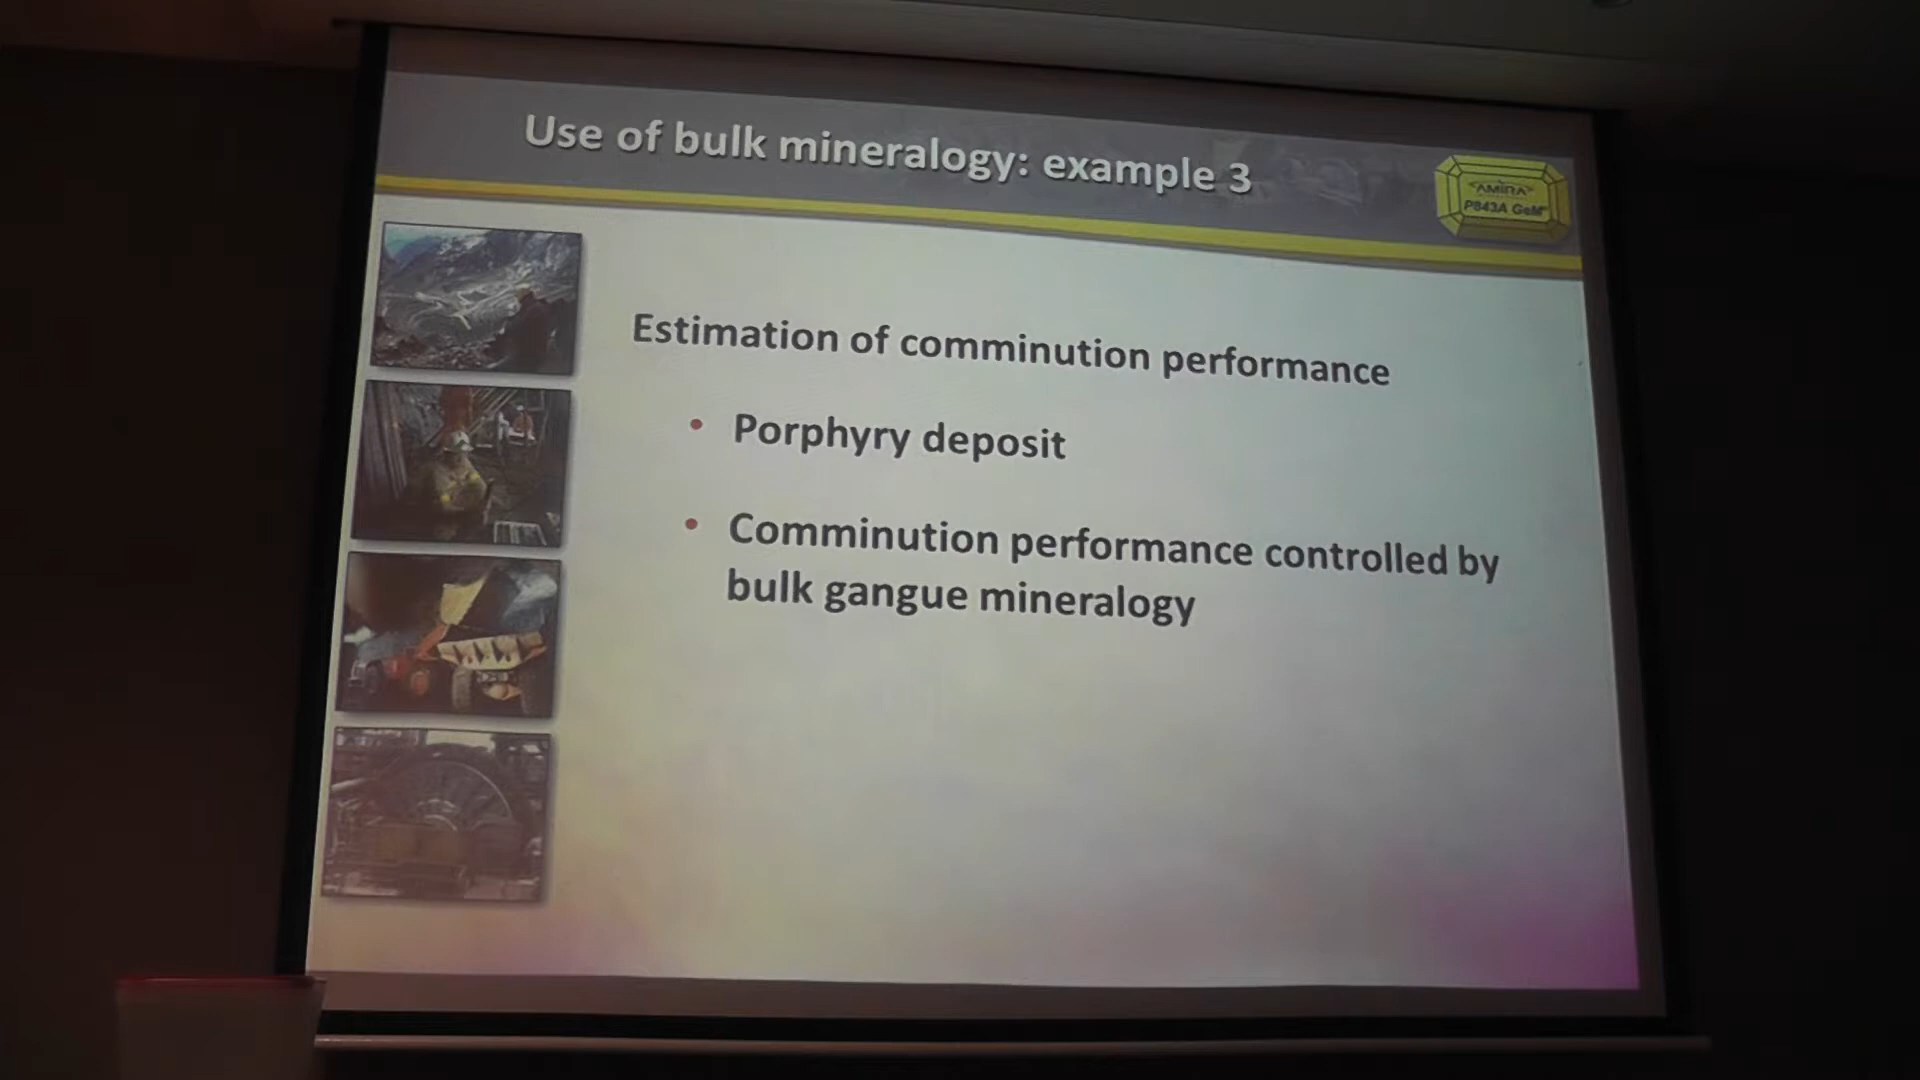 Use of bulk mineralogy: example 3
AMIRA
P843A GeM
Estimation of comminution performance
• Porphyry deposit
• Comminution performance controlled by
bulk gangue mineralogy